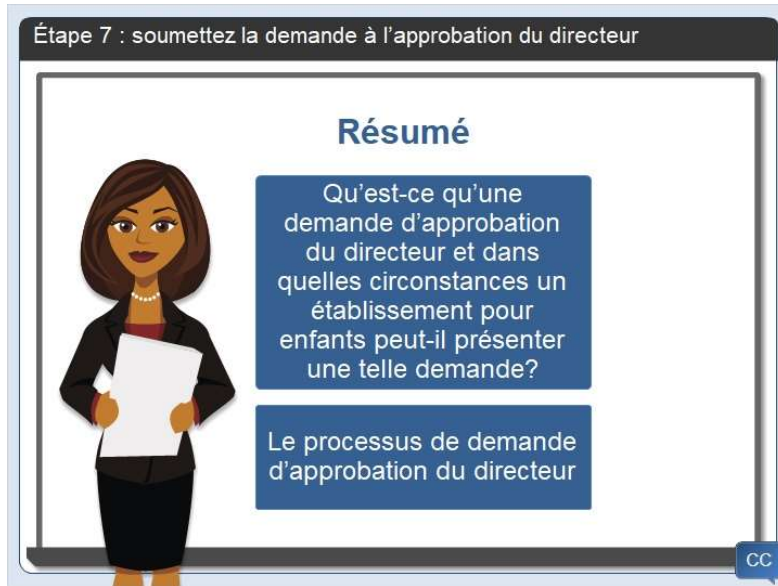 Étape 7 : soumettez la demande à l’approbation du directeur
Résumé
Qu’est-ce qu’une
demande d’approbation
du directeur et dans
quelles circonstances un
établissement pour
enfants peut-il présenter
une telle demande?
Le processus de demande
d’approbation du directeur
CC